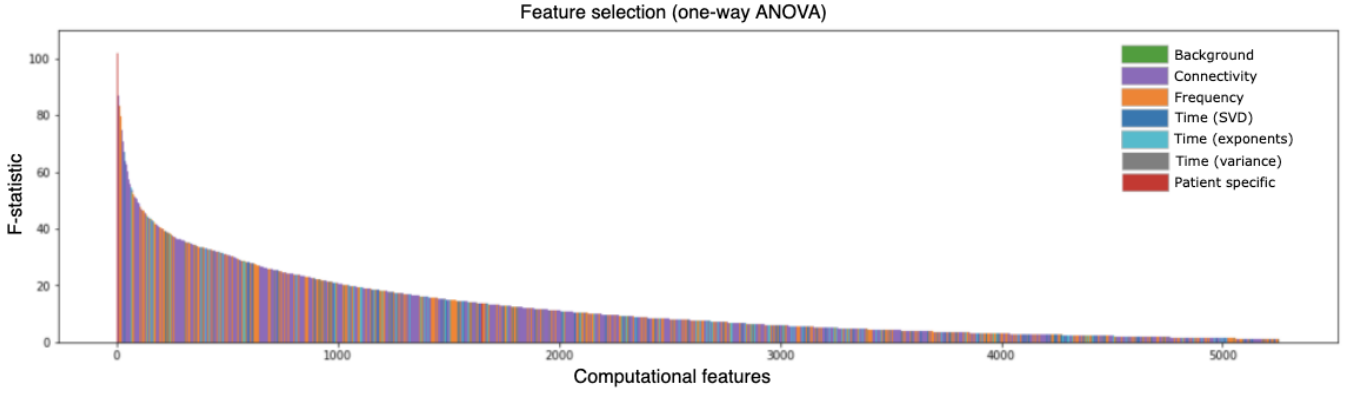 Feature selection (one-way ANOVA)
F-statistic
100
80
60
40
20
0
0 1000 2000 3000 4000 5000
Computational features
Background
Connectivity
Frequency
Time (SVD)
Time (exponents)
Time (variance)
Patient specific